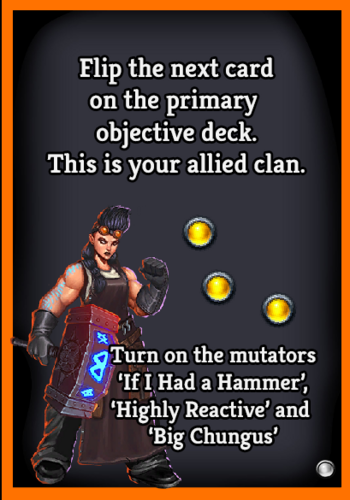 Flip the next card
on the primary
objective deck.
This is your allied clan.
Turn on the mutators
‘If I Had a Hammer’,
‘Highly Reactive’ and
‘Big Chungus’